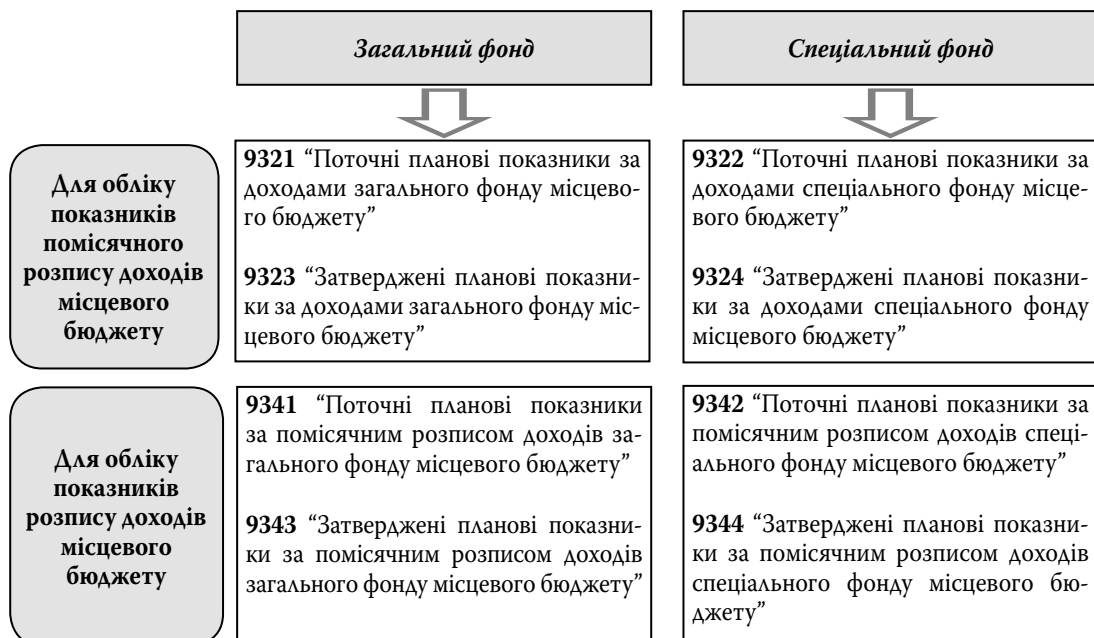 Загальний фонд
Спеціальний фонд
Для обліку
показників
помісячного
розпису доходів
місцевого
бюджету
9321 “Поточні планові показники за
доходами загального фонду місцево-
го бюджету”
9323 “Затверджені планові показни-
ки за доходами загального фонду міс-
цевого бюджету”
9322 “Поточні планові показники за
доходами спеціального фонду місце-
вого бюджету”
9324 “Затверджені планові показни-
ки за доходами спеціального фонду
місцевого бюджету”
Для обліку
показників
розпису доходів
місцевого
бюджету
9341 “Поточні планові показники
за помісячним розписом доходів за-
гального фонду місцевого бюджету”
9343 “Затверджені планові показни-
ки за помісячним розписом доходів
загального фонду місцевого бюджету”
9342 “Поточні планові показники за
помісячним розписом доходів спеці-
ального фонду місцевого бюджету”
9344 “Затверджені планові показни-
ки за помісячним розписом доходів
спеціального фонду місцевого бю-
джету”